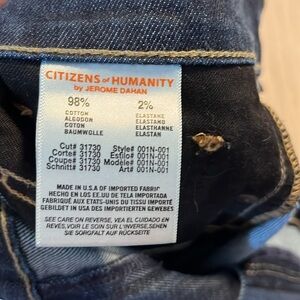 CITIZENS of HUMANITY
by JEROME DAHAN
98% 2%
COTTON ELASTANE
ALGODON ELASTANO
COTON ELASTHANNE
BAUMWOLLE ELASTAN
Cut# 31730 Style# 001N-001
Corte# 31730 Estilo# 001N-001
Coupe# 31730 Modèle# 001N-001
Schnitt# 31730 Art# 001N-001
MADE IN U.S.A OF IMPORTED FABRIC
HECHO EN LOS EE.UU DE TELA IMPORTADA
FABRIQUÉ AUX ETATS-UNIS DU TISSU IMPORTÉ
USA IN DES IMPORTIERTEN GEWEBES
SEE CARE ON REVERSE, VEA EL CUIDADO EN
REVÉS, VOIR LE SOIN SUR L'INVERSE, SEHEN
SIE SORGFALT AUF RÜCKSEITE